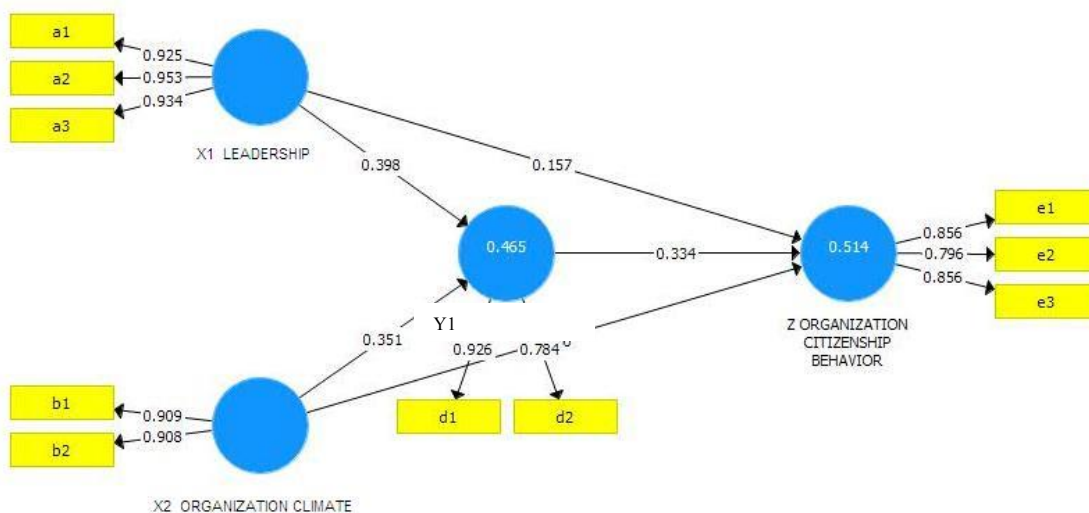 a1
0.925
a2
0.953
a3
0.934
X1 LEADERSHIP
0.398
0.157
e1
0.856
0.465
0.334
0.514
0.796
e2
0.856
e3
Y1
Z ORGANIZATION
CITIZENSHIP
BEHAVIOR
0.351
0.926
0.784
b1
0.909
d1
d2
0.908
b2
X2 ORGANIZATION CLIMATE